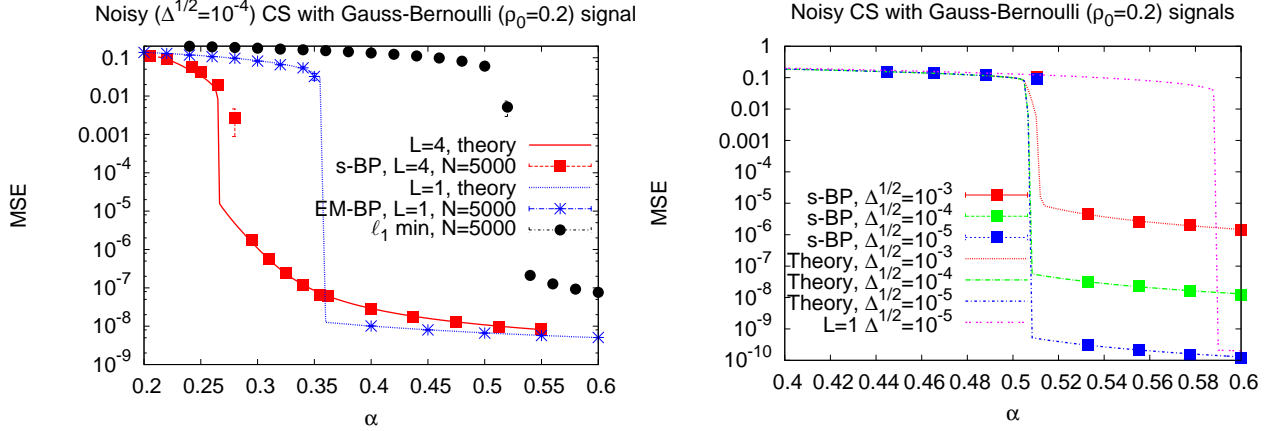 Noisy (Δ^1/2=10^-4) CS with Gauss-Bernoulli (ρ₀=0.2) signal
MSE
0.1
0.01
0.001
10^-4
10^-5
10^-6
10^-7
10^-8
10^-9
L=4, theory
s-BP, L=4, N=5000
L=1, theory
EM-BP, L=1, N=5000
ℓ₁ min, N=5000
0.2 0.25 0.3 0.35 0.4 0.45 0.5 0.55 0.6
α
Noisy CS with Gauss-Bernoulli (ρ₀=0.2) signals
MSE
1
0.1
0.01
0.001
10^-4
10^-5
10^-6
10^-7
10^-8
10^-9
10^-10
s-BP, Δ^1/2=10^-3
s-BP, Δ^1/2=10^-4
s-BP, Δ^1/2=10^-5
Theory, Δ^1/2=10^-3
Theory, Δ^1/2=10^-4
Theory, Δ^1/2=10^-5
L=1 Δ^1/2=10^-5
0.4 0.42 0.44 0.46 0.48 0.5 0.52 0.54 0.56 0.58 0.6
α